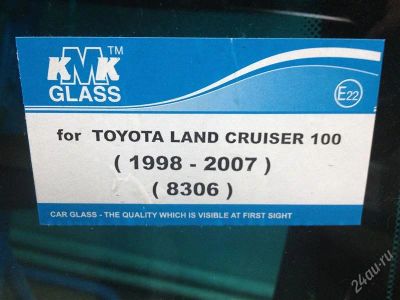 KMK™
GLASS
E22
for TOYOTA LAND CRUISER 100
( 1998 - 2007 )
( 8306 )
CAR GLASS - THE QUALITY WHICH IS VISIBLE AT FIRST SIGHT
24au.ru